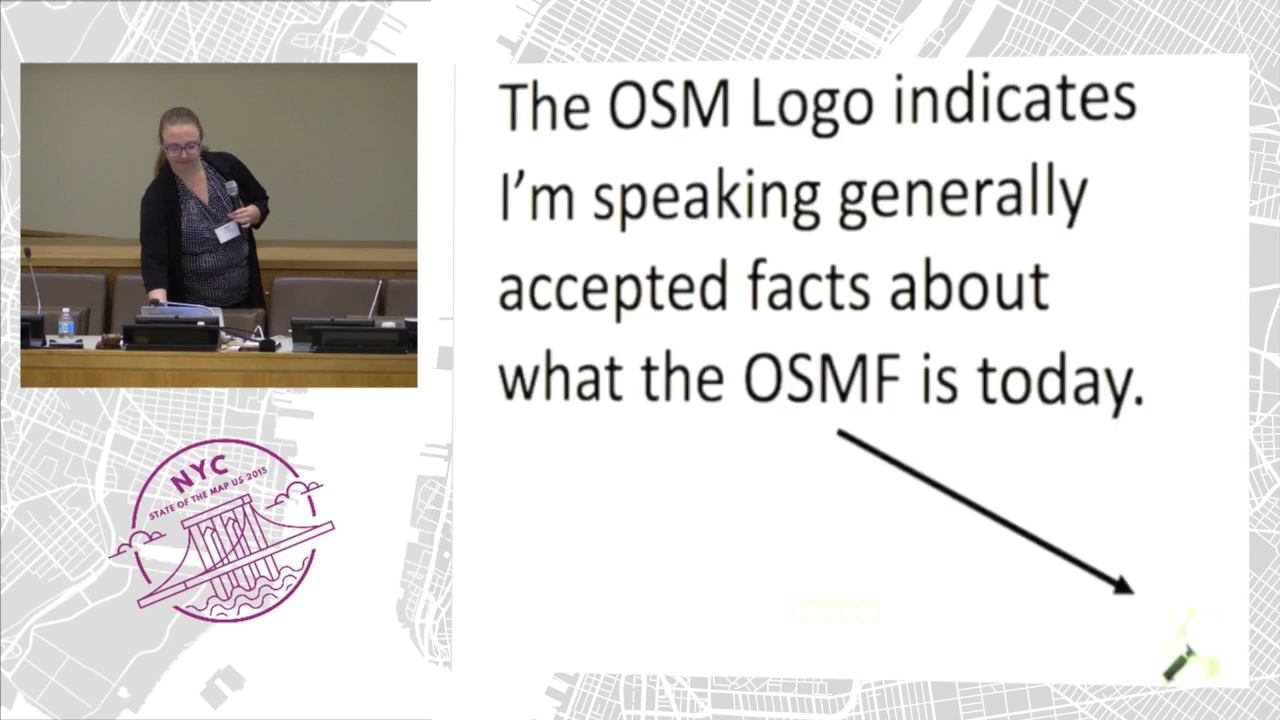 The OSM Logo indicates
I'm speaking generally
accepted facts about
what the OSMF is today.
NYC
STATE OF THE MAP US 2015